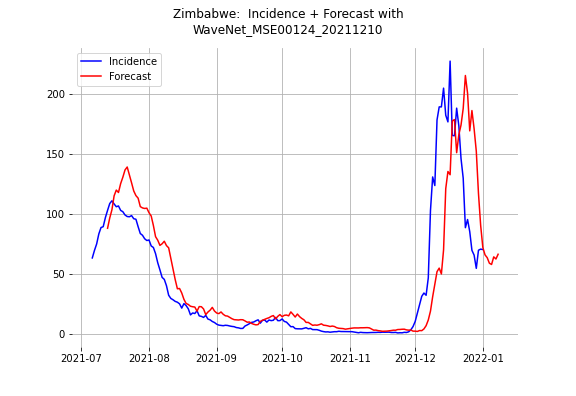 Zimbabwe:  Incidence + Forecast with
WaveNet_MSE00124_20211210
Incidence
Forecast
200
150
100
50
0
2021-07 2021-08 2021-09 2021-10 2021-11 2021-12 2022-01